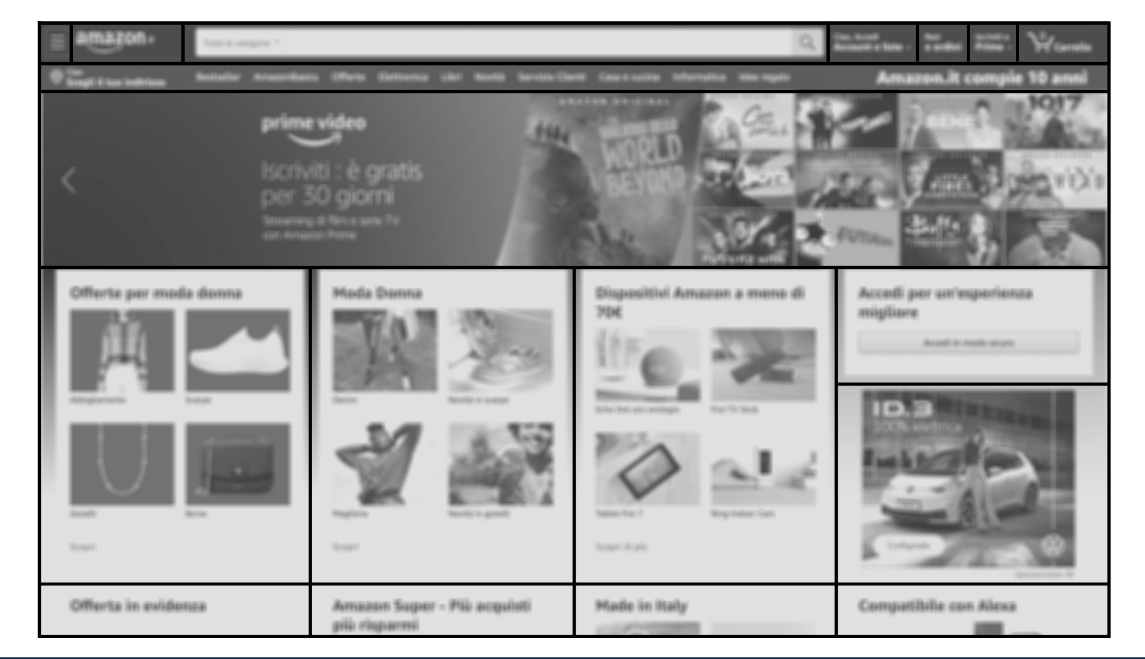 amazon.it
Tutte le categorie
Ciao, Accedi
Account e liste
Resi
e ordini
Iscriviti a
Prime
0
Carrello
Ciao
Scegli il tuo indirizzo
Bestseller AmazonBasics Offerte Elettronica Libri Novità Servizio Clienti Casa e cucina Informatica Idee regalo
Amazon.it compie 10 anni
prime video
Iscriviti : è gratis
per 30 giorni
Streaming di film e serie TV
con Amazon Prime
AMAZON ORIGINAL
THE WALKING DEAD
WORLD
BEYOND
Offerte per moda donna
Abbigliamento
Scarpe
Gioielli
Borse
Scopri
Moda Donna
Denim
Novità in scarpe
Maglieria
Novità in gioielli
Scopri
Dispositivi Amazon a meno di
70€
Echo Dot con orologio
Fire TV Stick
Tablet Fire 7
Ring Indoor Cam
Scopri di più
Accedi per un'esperienza
migliore
Accedi in modo sicuro
ID.3
100% elettrica
Configurala
Offerta in evidenza
Amazon Super - Più acquisti
più risparmi
Made in Italy
Compatibile con Alexa